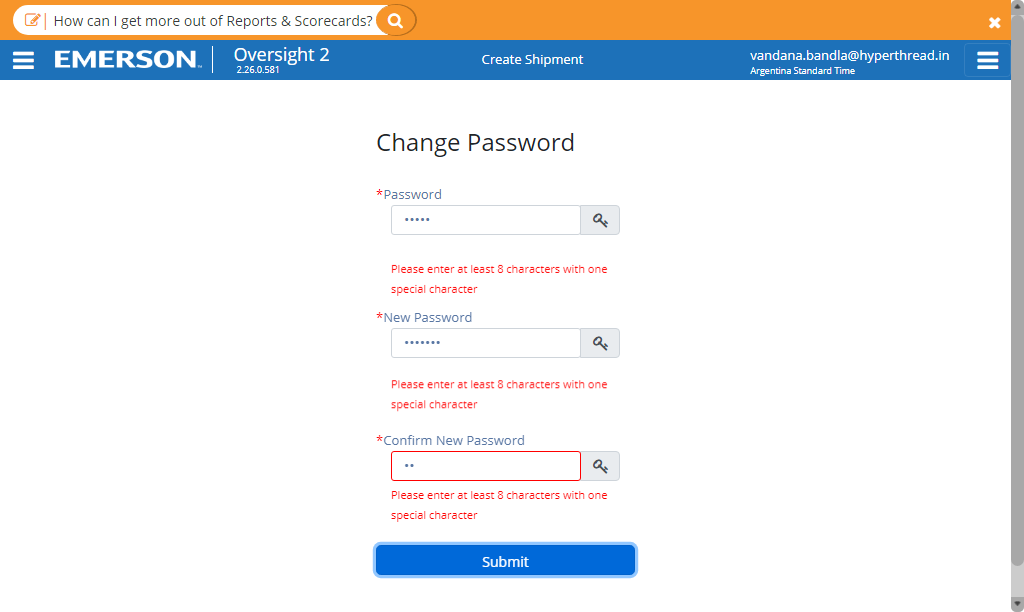 How can I get more out of Reports & Scorecards?
EMERSON™
Oversight 2
2.26.0.581
Create Shipment
vandana.bandla@hyperthread.in
Argentina Standard Time
Change Password
*Password
•••••
Please enter at least 8 characters with one
special character
*New Password
•••••••
Please enter at least 8 characters with one
special character
*Confirm New Password
••
Please enter at least 8 characters with one
special character
Submit